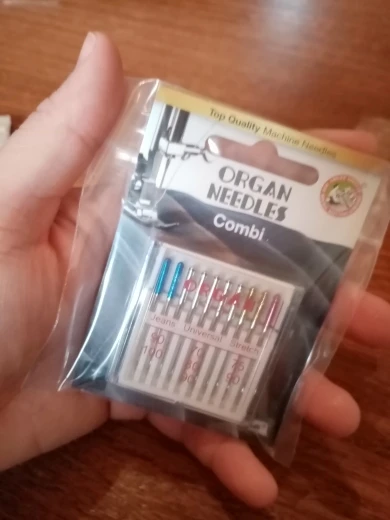 Top Quality Machine Needles
ORGAN
NEEDLES
Combi
ORGAN
Jeans Universal Stretch
90 70 75
100 80 90
90